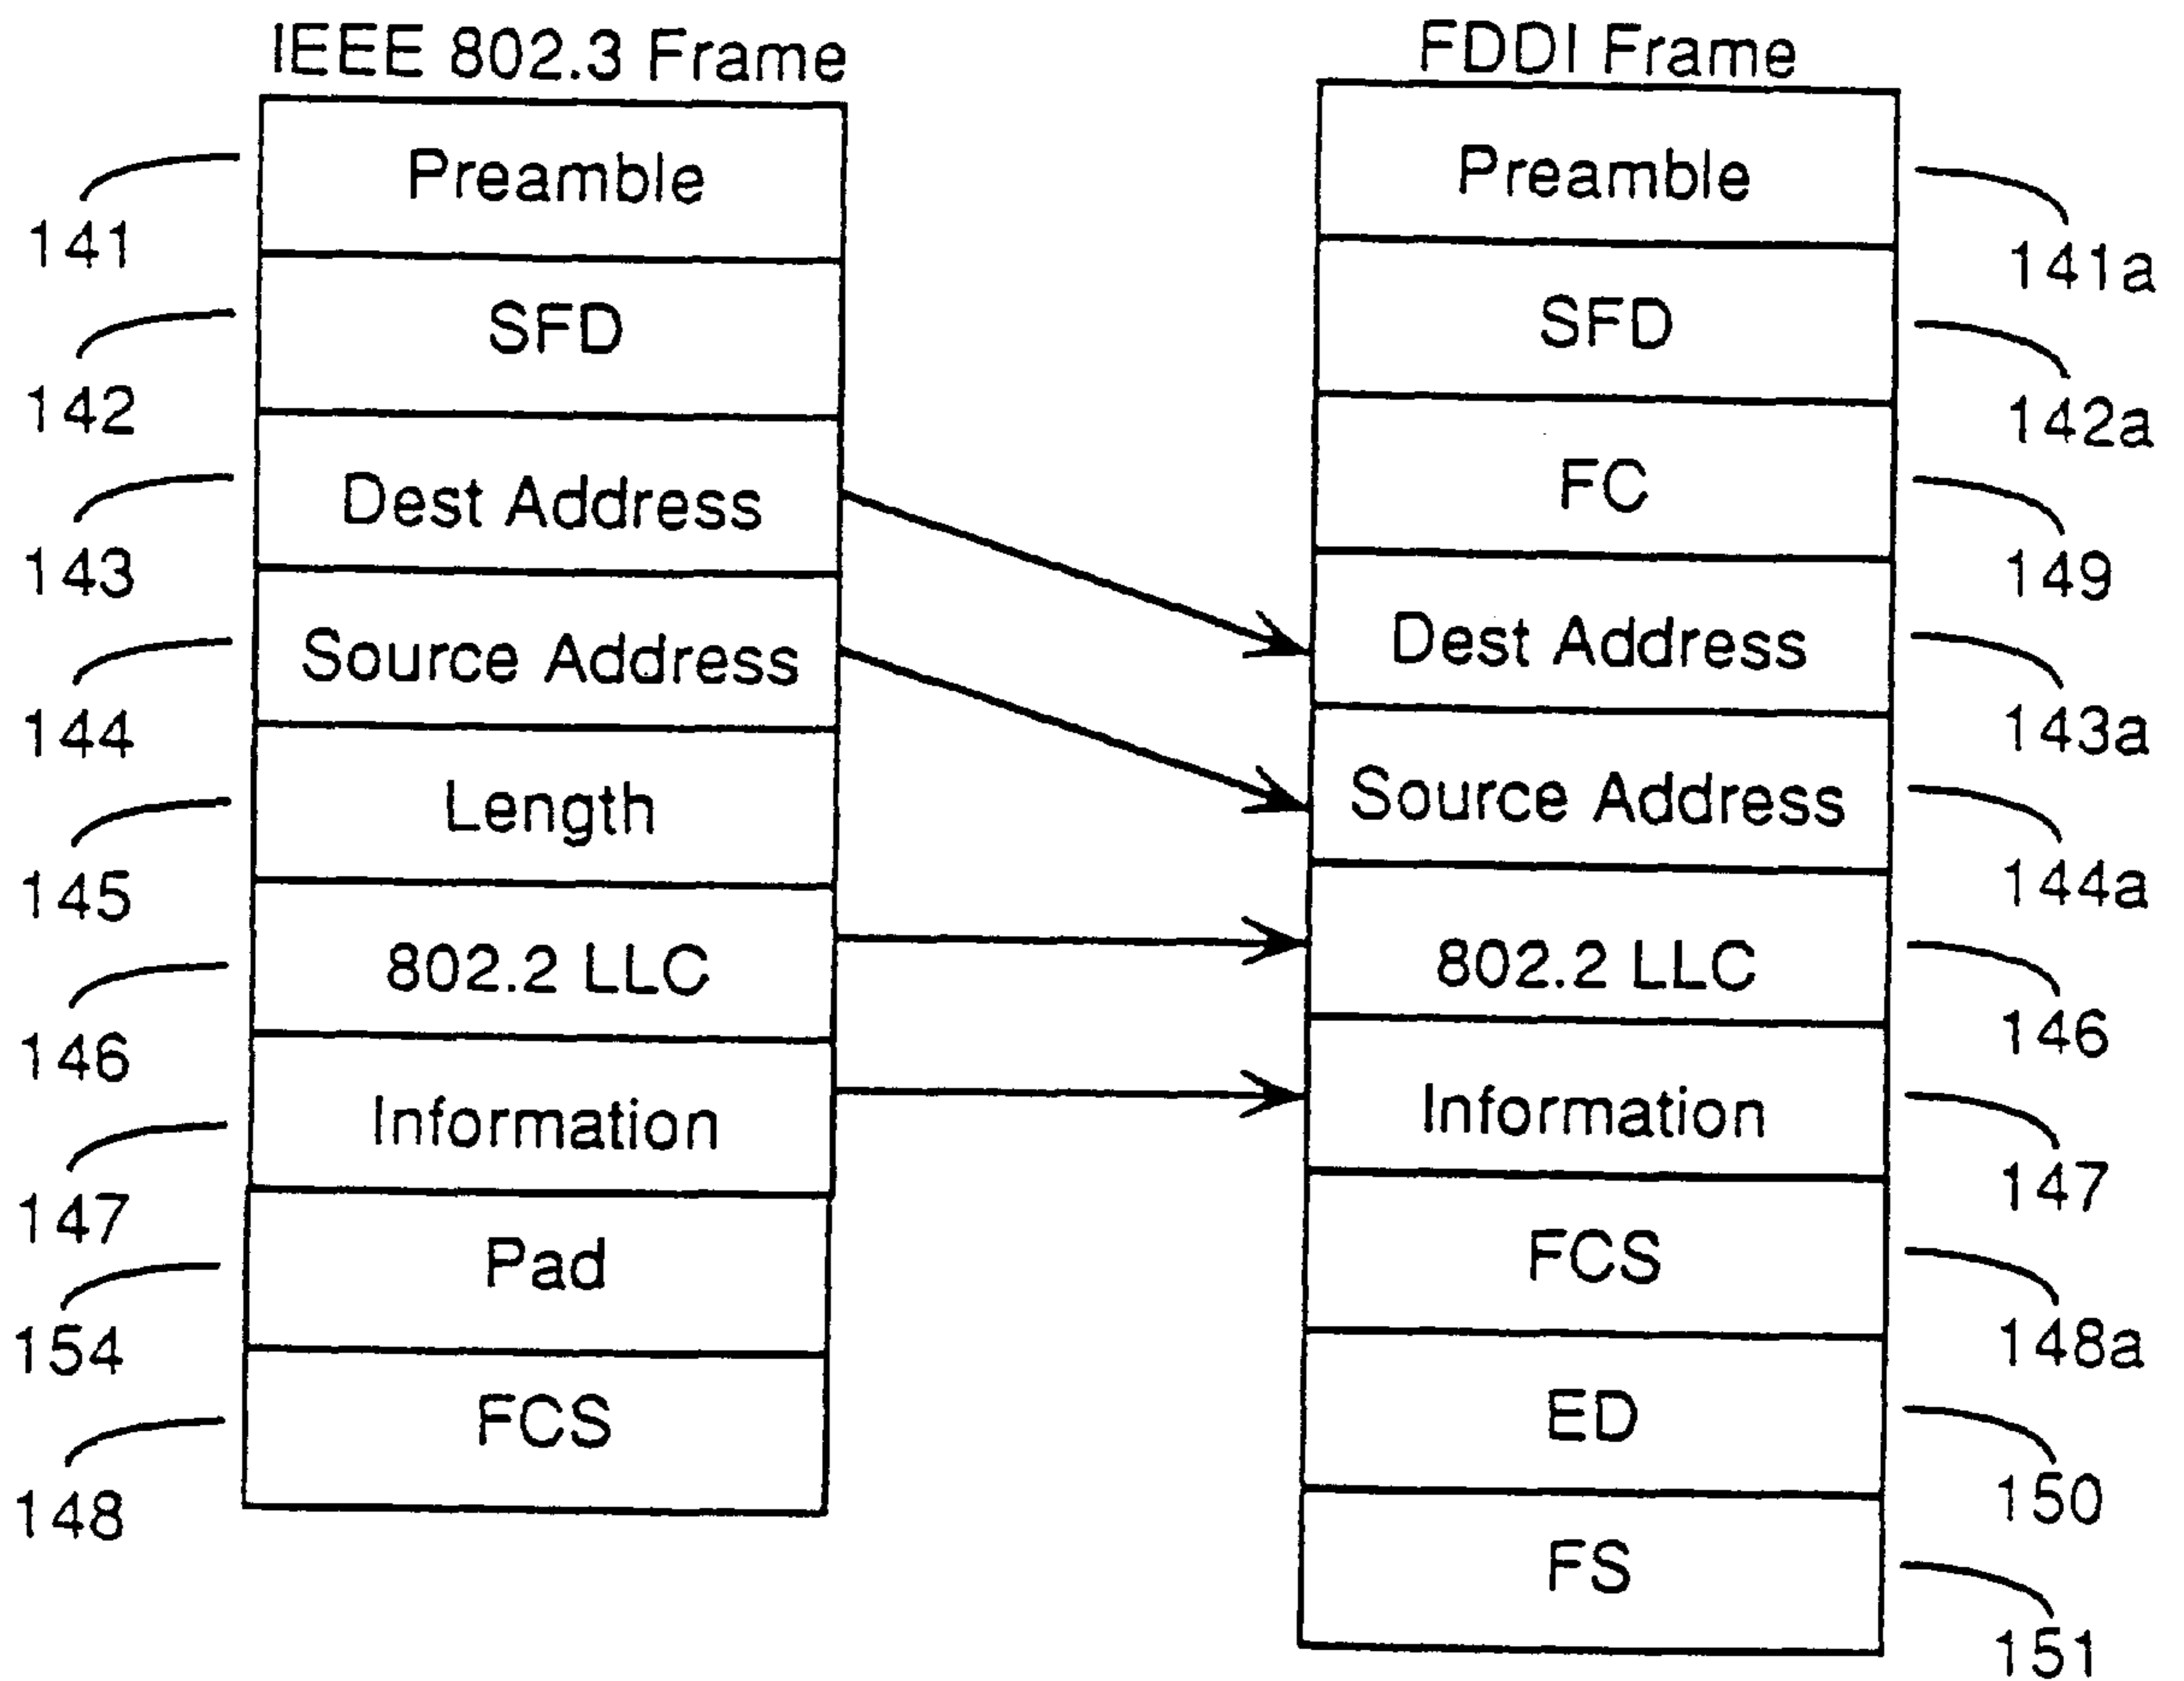 IEEE 802.3 Frame
Preamble
141
SFD
142
Dest Address
143
Source Address
144
Length
145
802.2 LLC
146
Information
147
Pad
154
FCS
148
FDDI Frame
Preamble
141a
SFD
142a
FC
149
Dest Address
143a
Source Address
144a
802.2 LLC
146
Information
147
FCS
148a
ED
150
FS
151